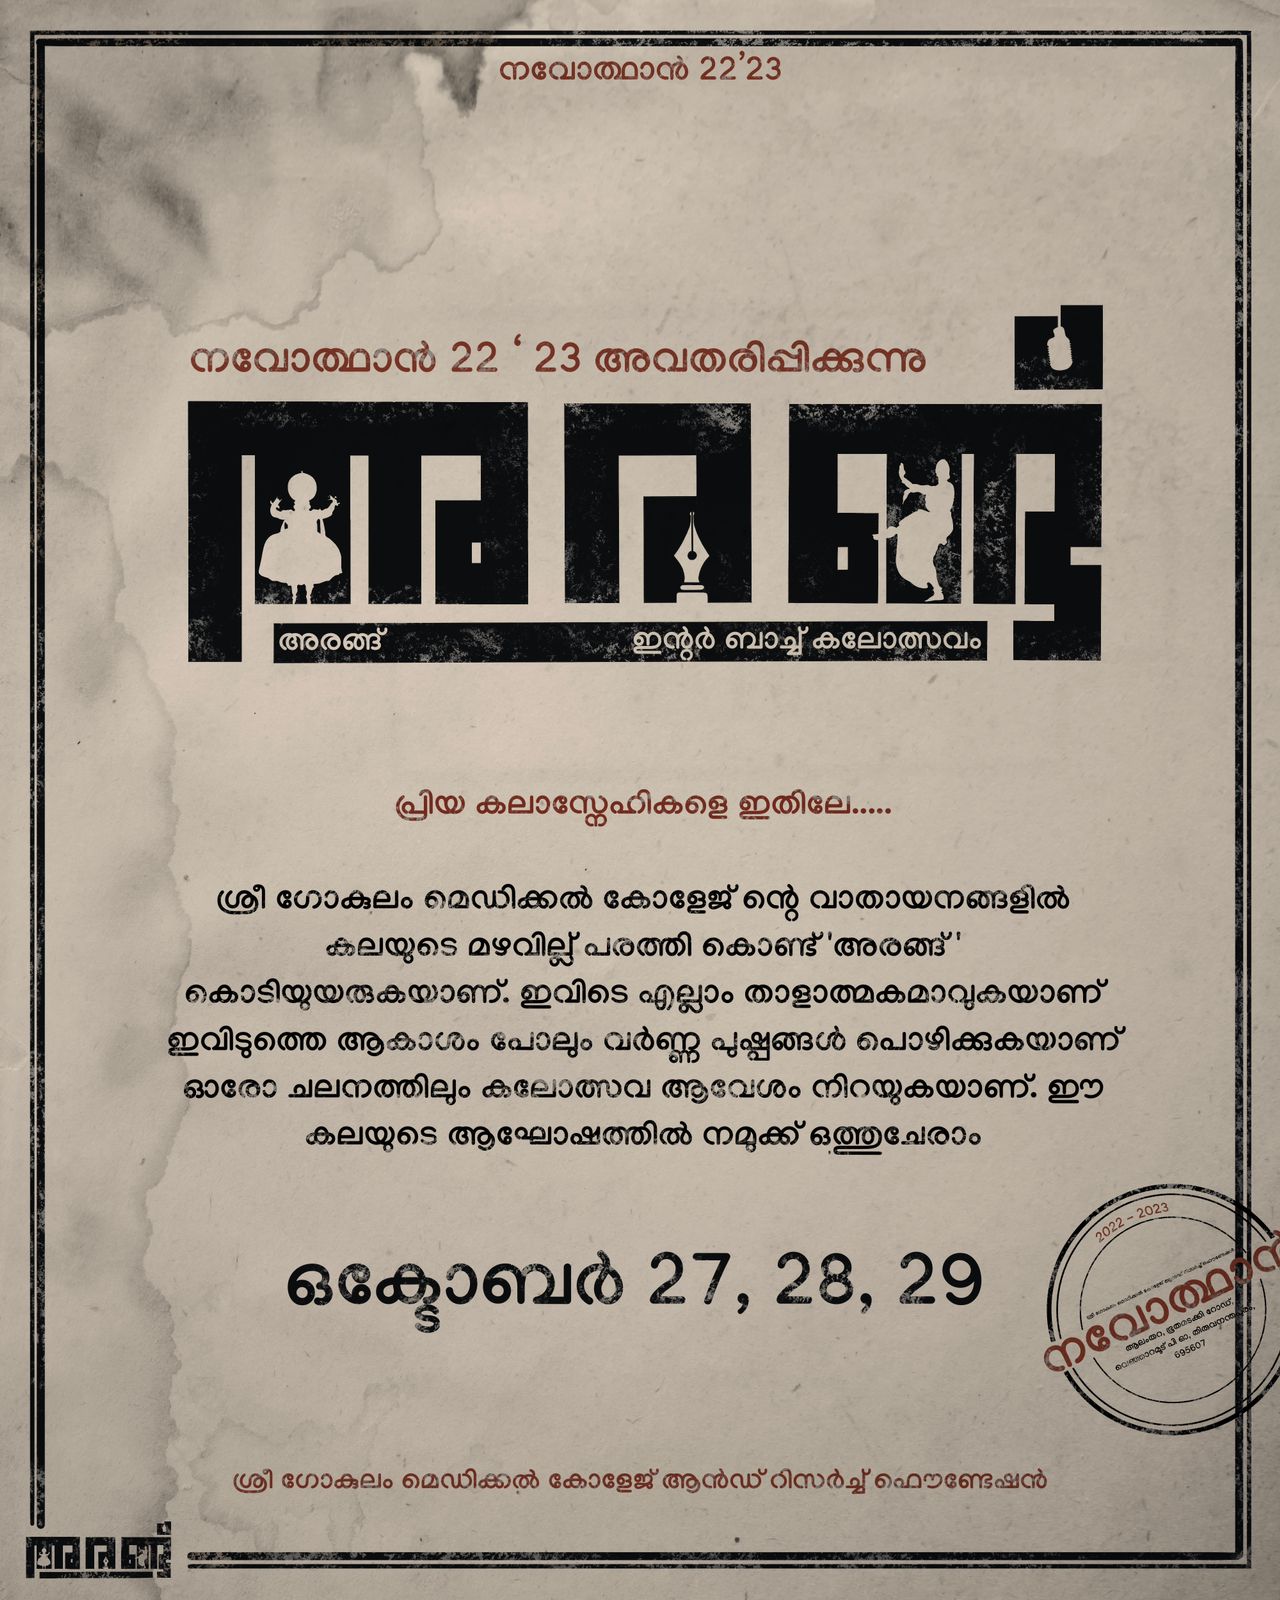 നവോത്ഥാൻ 22'23
നവോത്ഥാൻ 22 ' 23 അവതരിപ്പിക്കുന്നു
അരങ്ങ്
അരങ്ങ് ഇന്റർ ബാച്ച് കലോത്സവം
പ്രിയ കലാസ്നേഹികളെ ഇതിലേ.....
ശ്രീ ഗോകുലം മെഡിക്കൽ കോളേജ് ന്റെ വാതായനങ്ങളിൽ
കലയുടെ മഴവില്ല് പരത്തി കൊണ്ട് 'അരങ്ങ് '
കൊടിയുയരുകയാണ്. ഇവിടെ എല്ലാം താളാത്മകമാവുകയാണ്
ഇവിടുത്തെ ആകാശം പോലും വർണ്ണ പുഷ്പങ്ങൾ പൊഴിക്കുകയാണ്
ഓരോ ചലനത്തിലും കലോത്സവ ആവേശം നിറയുകയാണ്. ഈ
കലയുടെ ആഘോഷത്തിൽ നമുക്ക് ഒത്തുചേരാം
ഒക്ടോബർ 27, 28, 29
2022 - 2023
നവോത്ഥാൻ
695607
ശ്രീ ഗോകുലം മെഡിക്കൽ കോളേജ് ആൻഡ് റിസർച്ച് ഫൌണ്ടേഷൻ
അരങ്ങ്